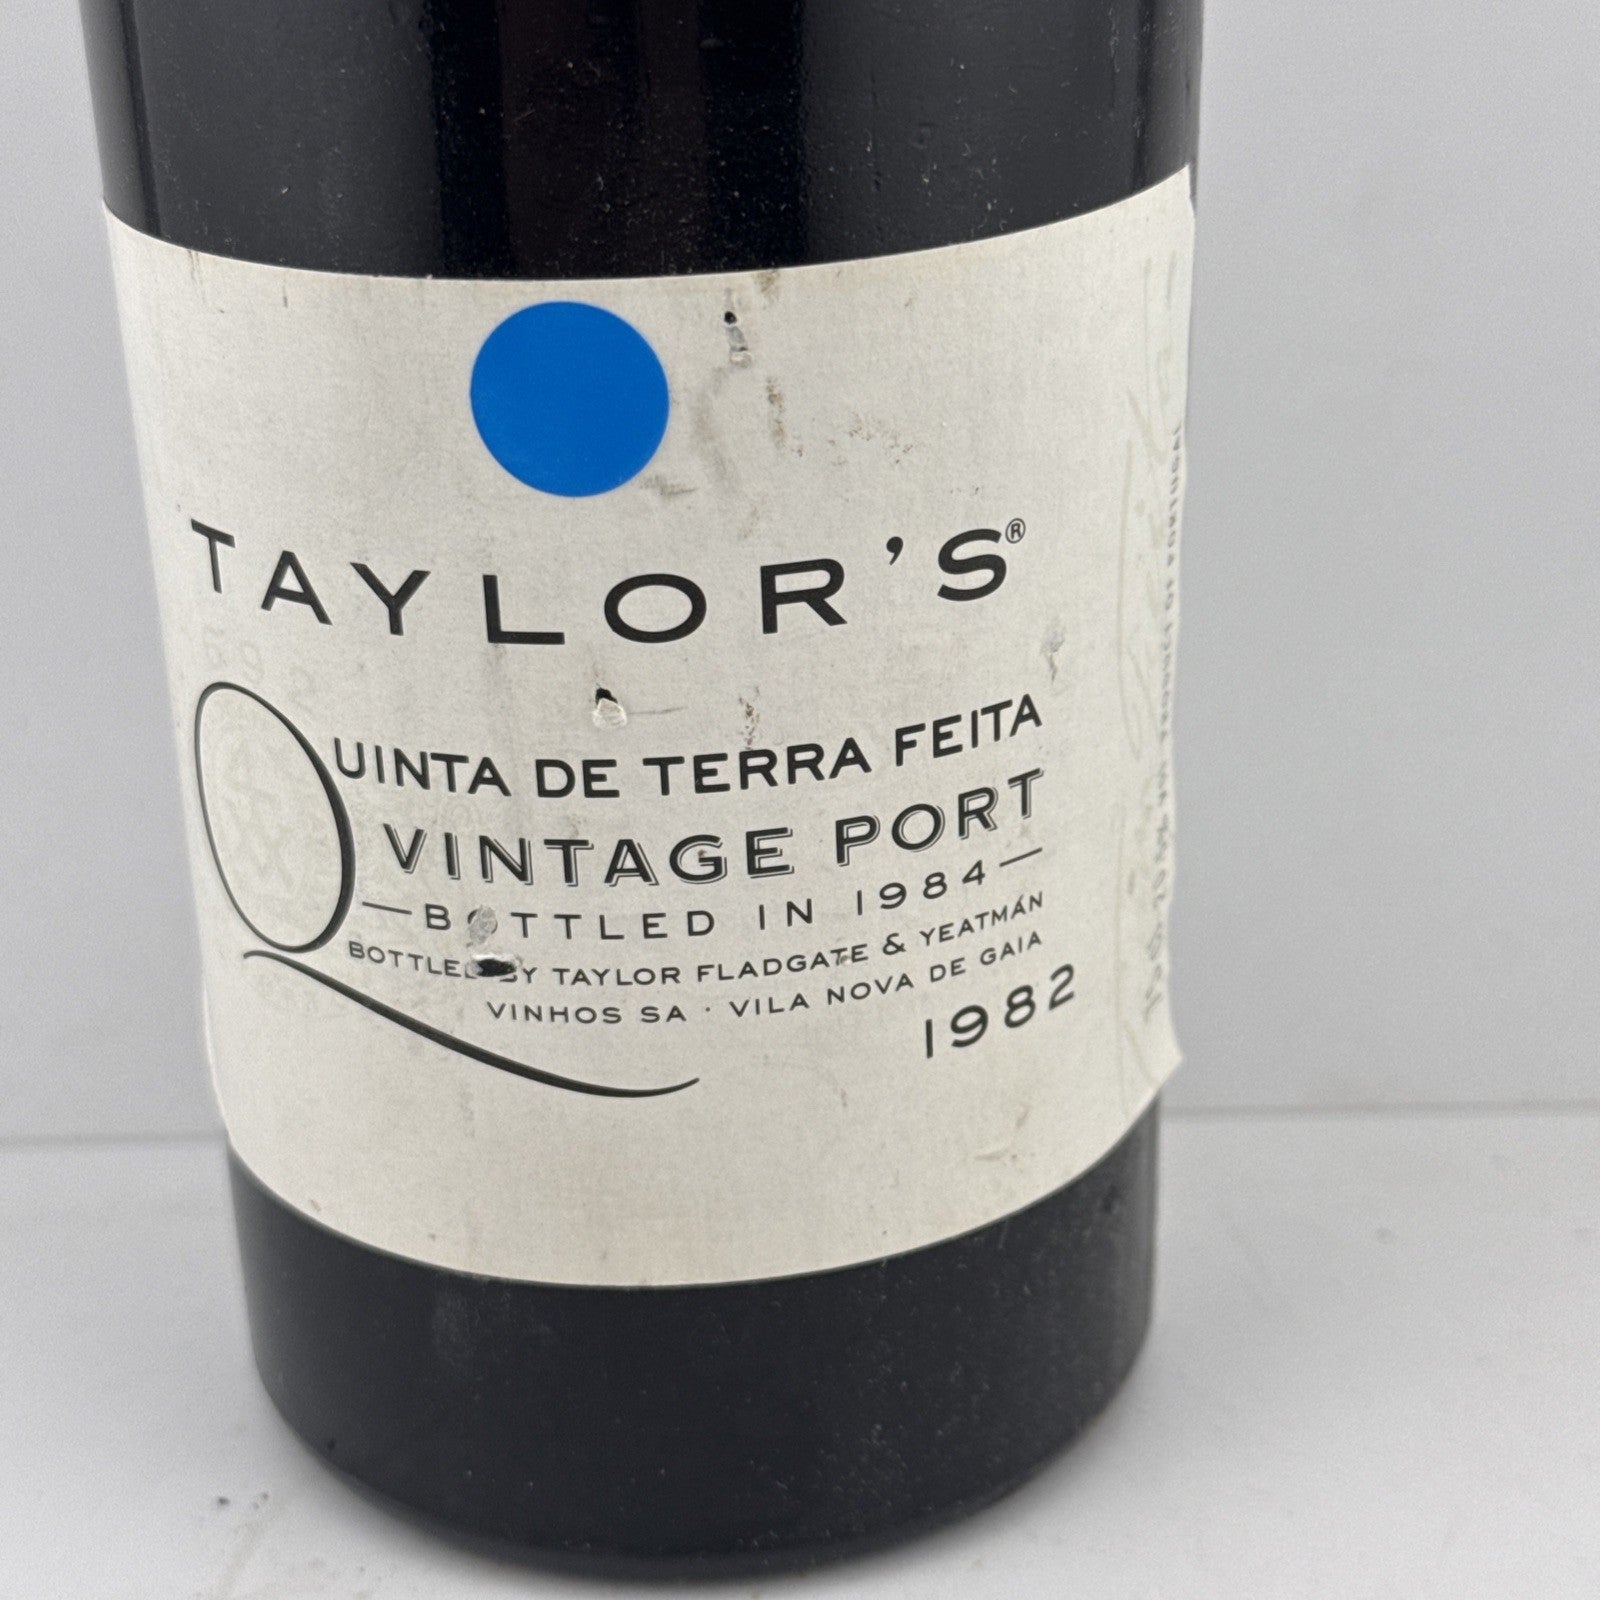 TAYLOR'S®
QUINTA DE TERRA FEITA
VINTAGE PORT
—BOTTLED IN 1984—
BOTTLED BY TAYLOR FLADGATE & YEATMAN
VINHOS SA · VILA NOVA DE GAIA
1982
PORTUGAL